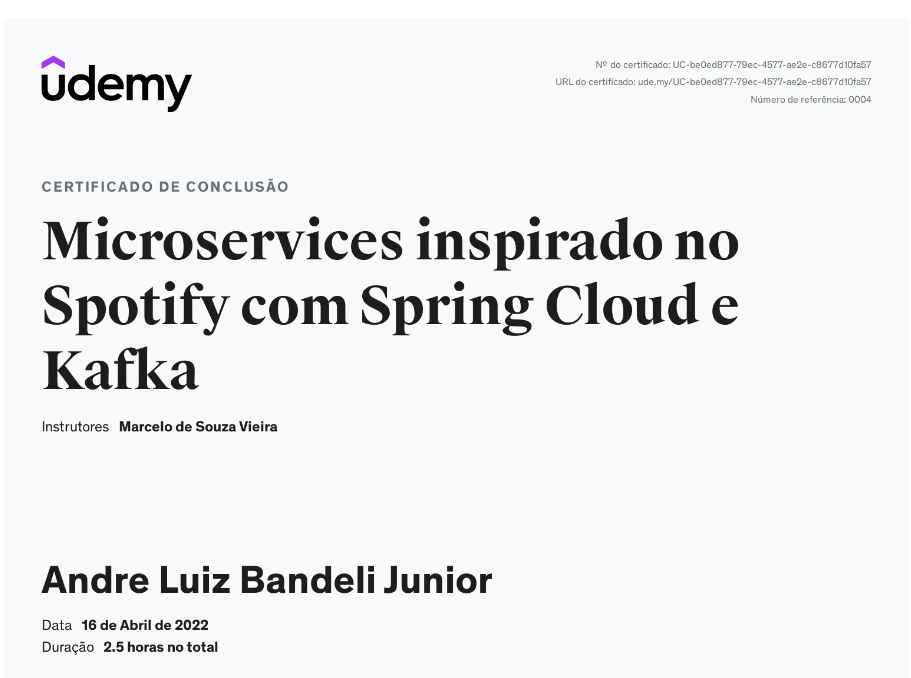 udemy
Nº do certificado: UC-be0ed877-79ec-4577-ae2e-c8677d10fa57
URL do certificado: ude.my/UC-be0ed877-79ec-4577-ae2e-c8677d10fa57
Número de referência: 0004
CERTIFICADO DE CONCLUSÃO
Microservices inspirado no
Spotify com Spring Cloud e
Kafka
Instrutores Marcelo de Souza Vieira
Andre Luiz Bandeli Junior
Data 16 de Abril de 2022
Duração 2.5 horas no total